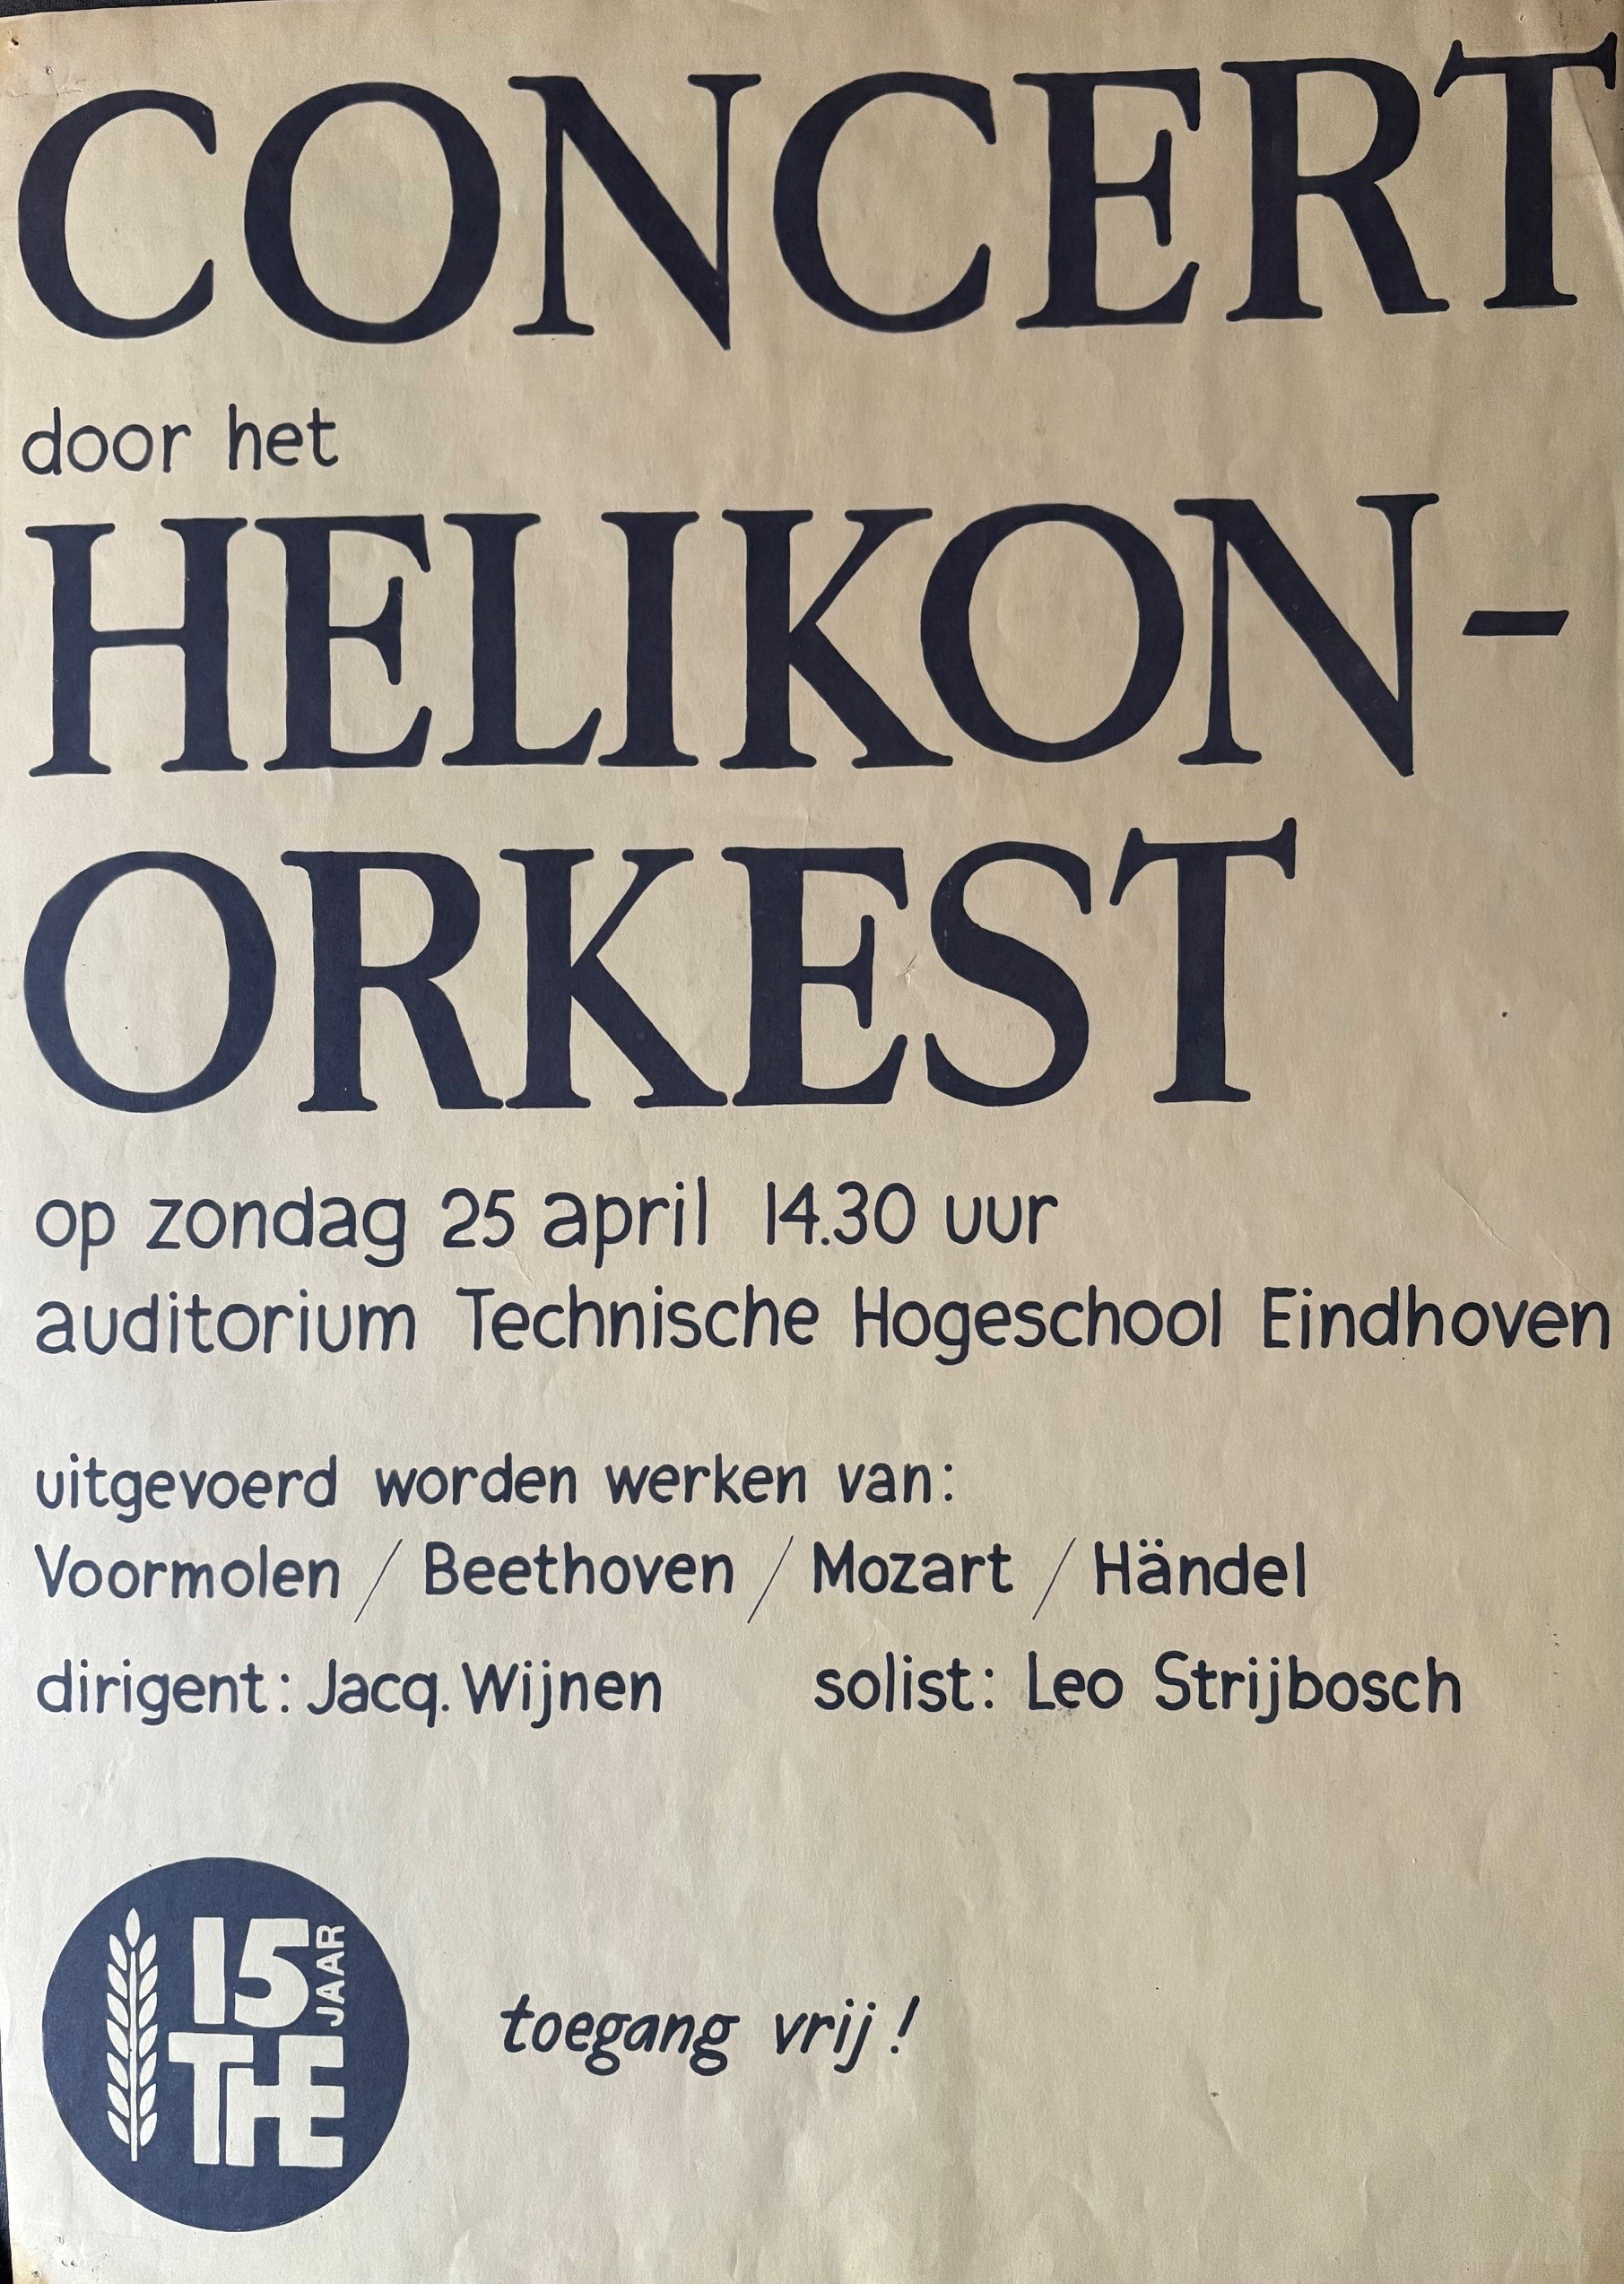 CONCERT
door het
HELIKON-
ORKEST
op zondag 25 april 14.30 uur
auditorium Technische Hogeschool Eindhoven
uitgevoerd worden werken van:
Voormolen / Beethoven / Mozart / Händel
dirigent: Jacq. Wijnen solist: Leo Strijbosch
15 JAAR
THE
toegang vrij!